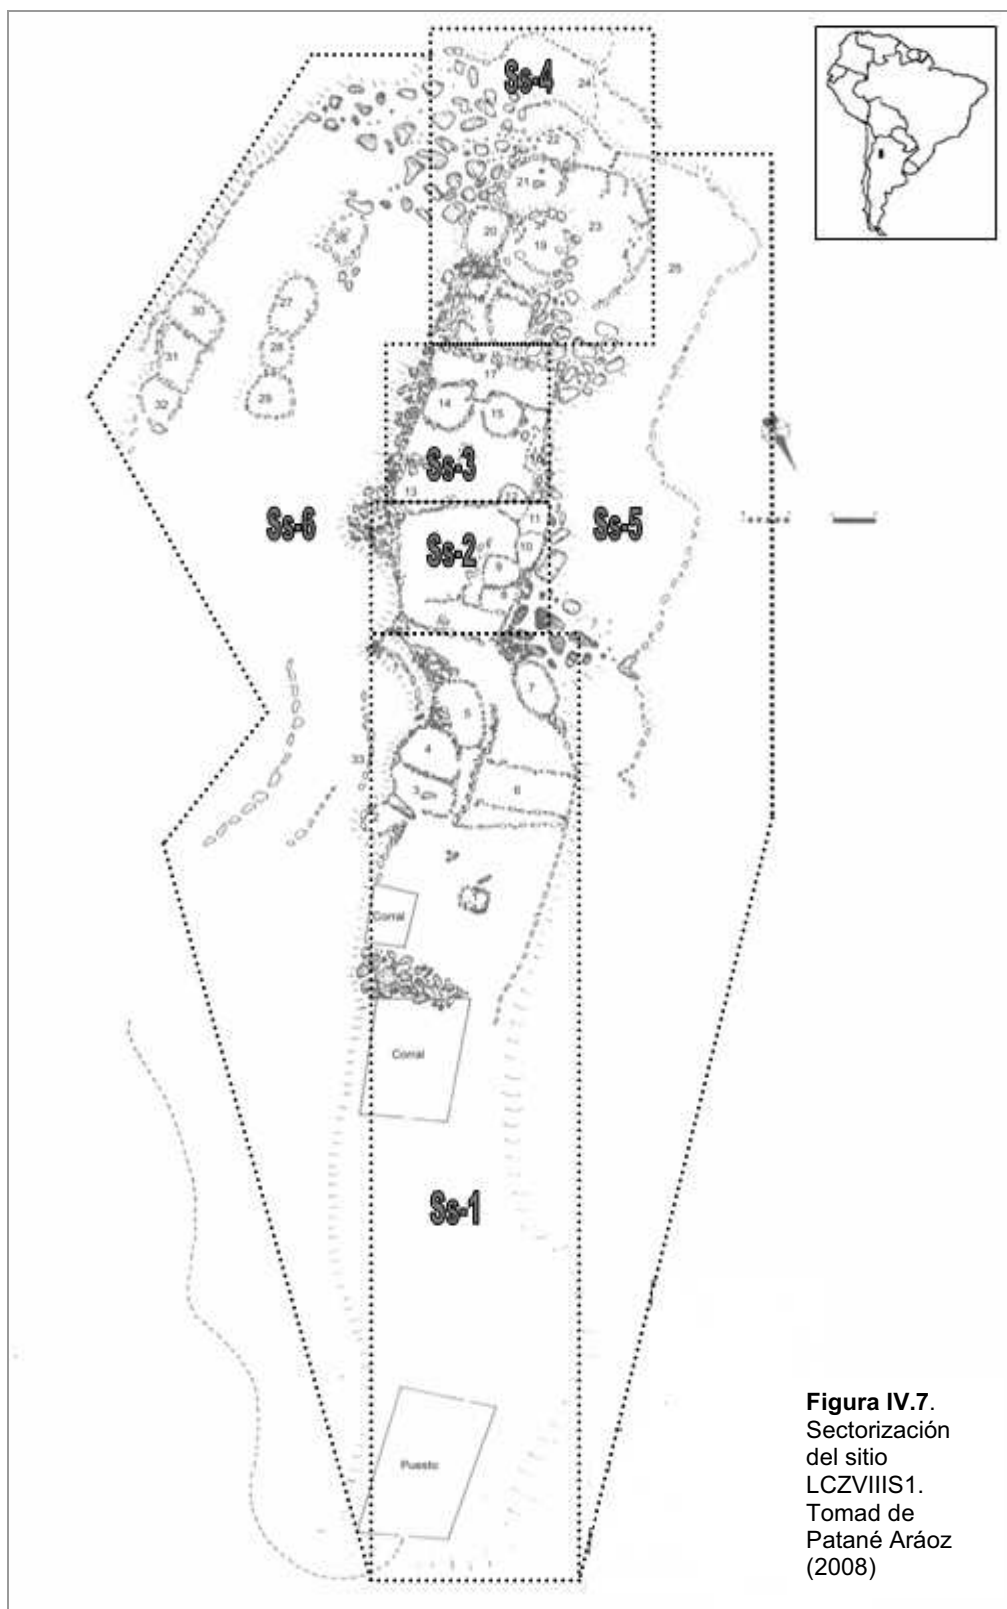 Ss-4
24
22
21
20
19
23
25
26
27
28
29
30
31
32
17
14
15
Ss-3
13
12
11
Ss-6
Ss-2
Ss-5
10
9
8
7
5
4
33
3
6
Corral
Corral
Ss-1
Puesto
Figura IV.7.
Sectorización
del sitio
LCZVIIIS1.
Tomad de
Patané Aráoz
(2008)